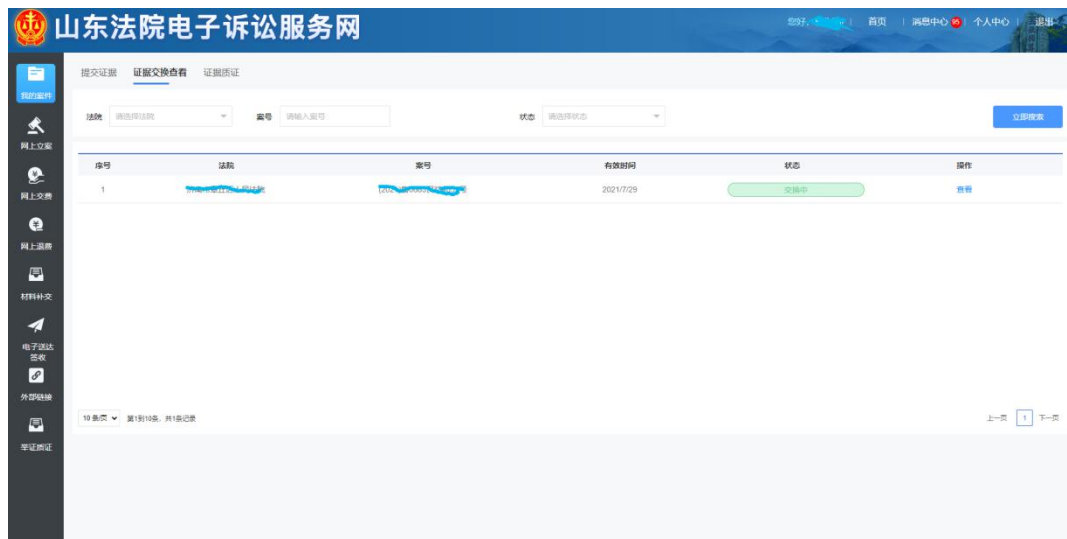 山东法院电子诉讼服务网
您好, | 首页 | 消息中心 95 | 个人中心 | 退出
我的案件
网上立案
网上交费
网上退费
材料补交
电子送达
签收
外部链接
举证质证
提交证据 证据交换查看 证据质证
法院 请选择法院 案号 请输入案号 状态 请选择状态 立即搜索
序号 法院 案号 有效时间 状态 操作
1 2021/7/29 交换中 查看
10 条/页 第1到10条,共1条记录 上一页 1 下一页